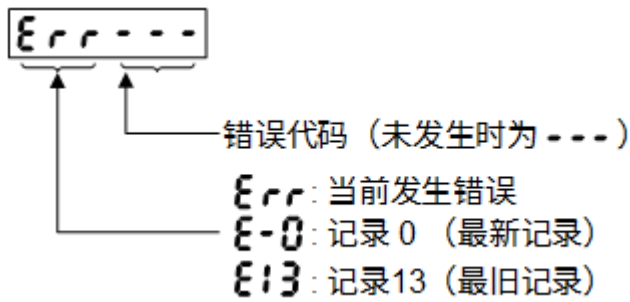 Err---
错误代码（未发生时为---）
Err：当前发生错误
E-0：记录 0 （最新记录）
E13：记录13（最旧记录）